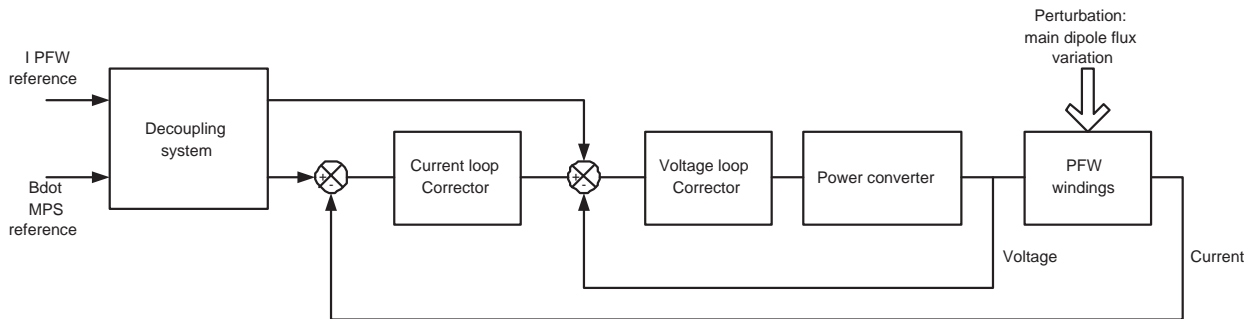 Perturbation:
main dipole flux
variation
I PFW
reference
Decoupling
system
Bdot
MPS
reference
+
-
Current loop
Corrector
+
-
Voltage loop
Corrector
Power converter
PFW
windings
Voltage
Current